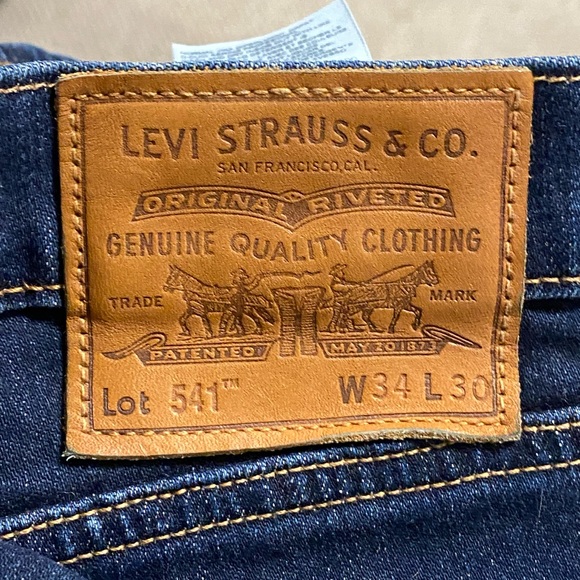 LEVI STRAUSS & CO.
SAN FRANCISCO, CAL.
ORIGINAL RIVETED
GENUINE QUALITY CLOTHING
TRADE MARK
PATENTED MAY 20 1873
Lot 541™ W34 L30